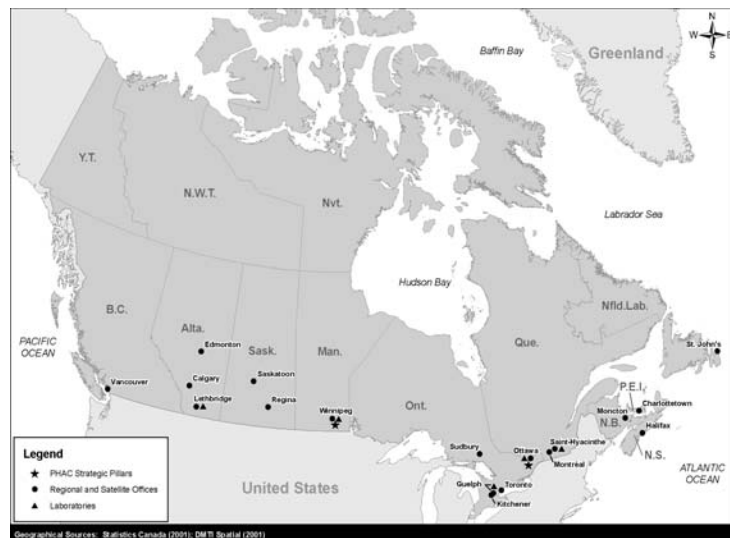 N
W E
S
Baffin Bay
Greenland
Y.T.
N.W.T.
Nvt.
Labrador Sea
Hudson Bay
B.C.
Nfld.Lab.
PACIFIC
OCEAN
Alta.
Sask.
Man.
Que.
St. John's
Edmonton
Vancouver
Calgary
Saskatoon
Lethbridge
Regina
Winnipeg
Ont.
P.E.I.
Charlottetown
Moncton
N.B.
Halifax
N.S.
Sudbury
Ottawa
Saint-Hyacinthe
Montréal
ATLANTIC
OCEAN
Guelph
Toronto
Kitchener
United States
Legend
PHAC Strategic Pillars
Regional and Satellite Offices
Laboratories
Geographical Sources: Statistics Canada (2001); DMTI Spatial (2001)